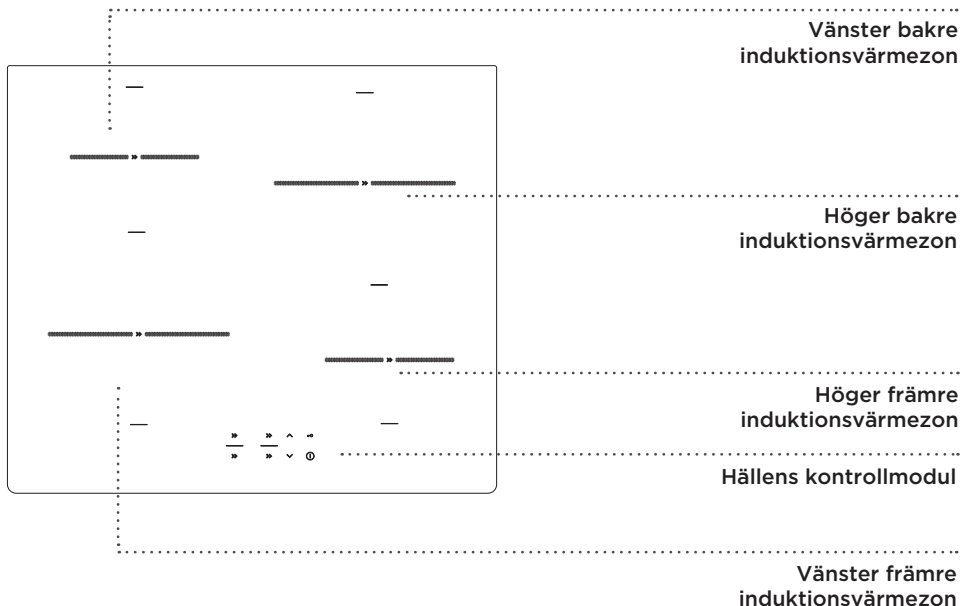 Vänster bakre
induktionsvärmezon
Höger bakre
induktionsvärmezon
Höger främre
induktionsvärmezon
Hällens kontrollmodul
Vänster främre
induktionsvärmezon